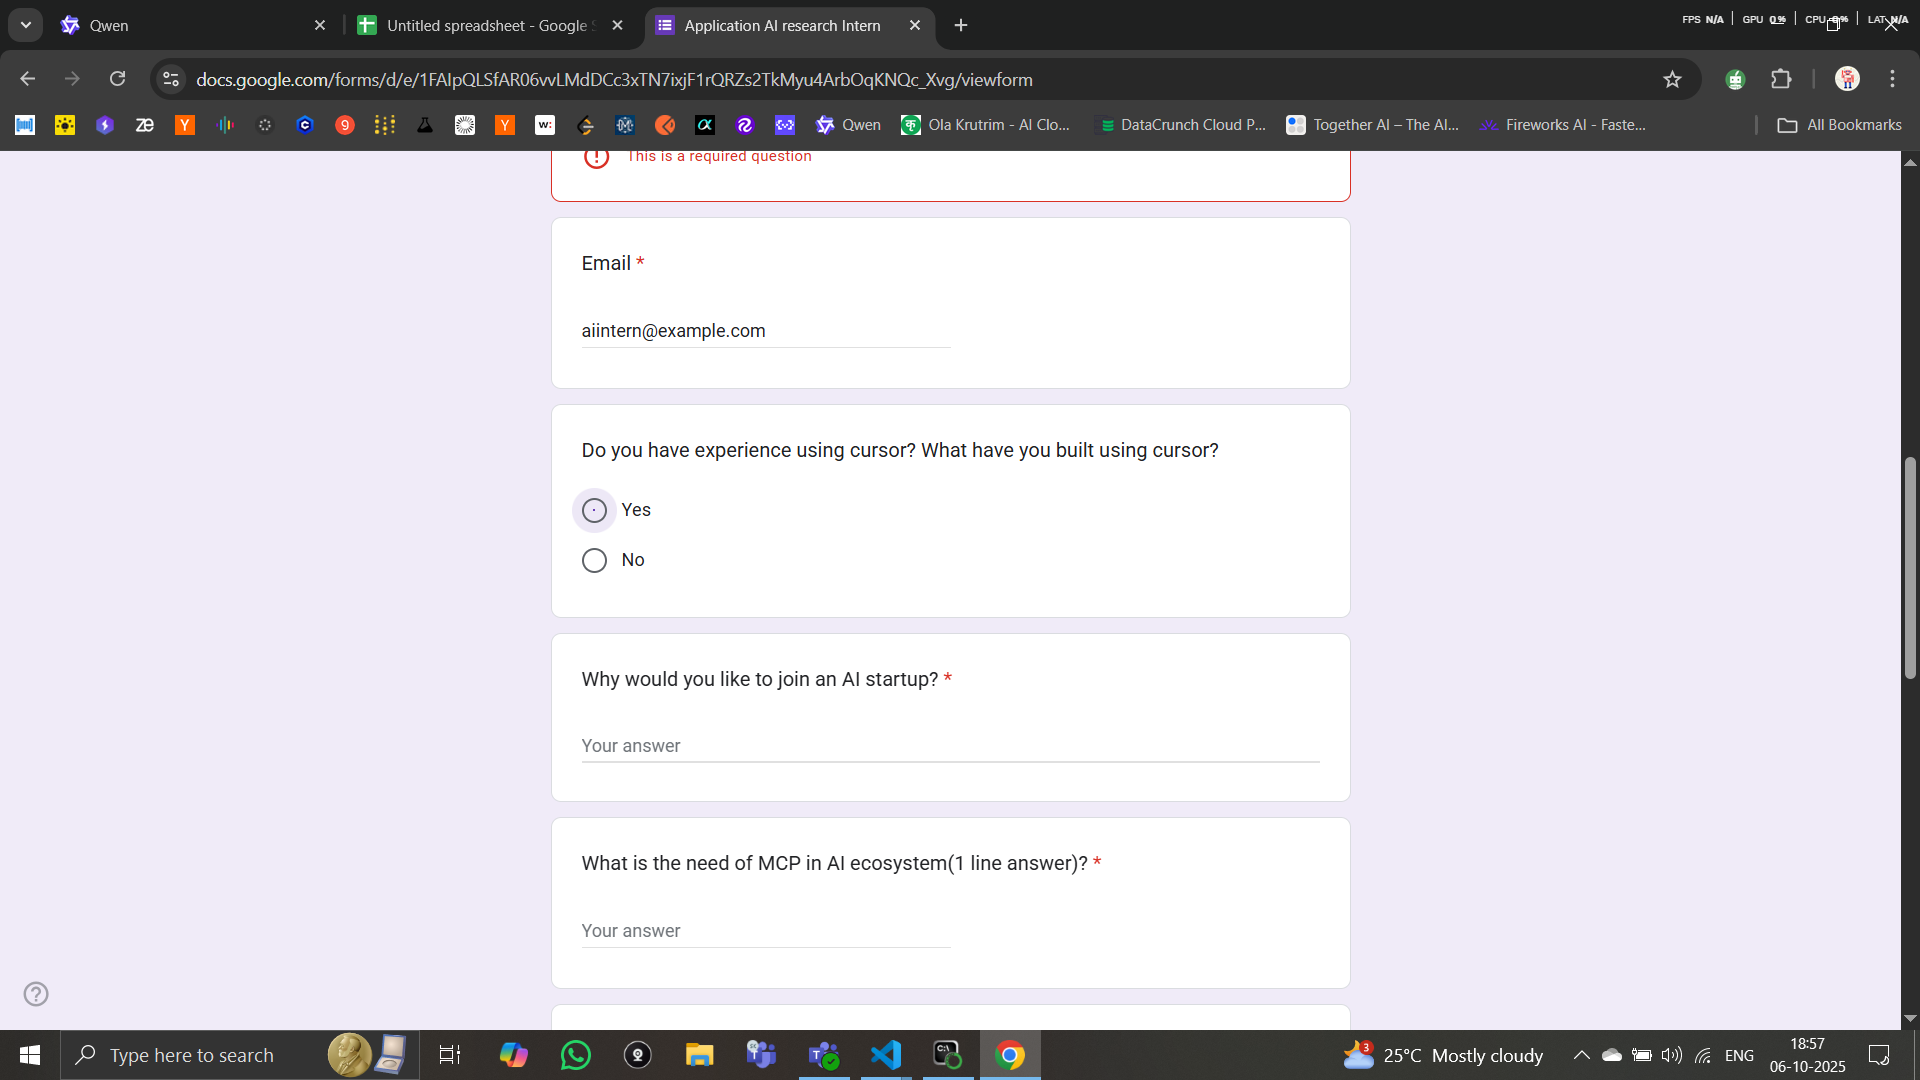 Qwen
Untitled spreadsheet - Google S
Application AI research Intern
FPS N/A
GPU 0%
CPU 0%
LAT N/A
docs.google.com/forms/d/e/1FAIpQLSfAR06vvLMdDCc3xTN7ixjF1rQRZs2TkMyu4ArbOqKNQc_Xvg/viewform
Qwen
Ola Krutrim - AI Clo...
DataCrunch Cloud P...
Together AI – The AI...
Fireworks AI - Faste...
All Bookmarks
This is a required question
Email *
aiintern@example.com
Do you have experience using cursor? What have you built using cursor?
Yes
No
Why would you like to join an AI startup? *
Your answer
What is the need of MCP in AI ecosystem(1 line answer)? *
Your answer
Type here to search
3
25°C Mostly cloudy
ENG
18:57
06-10-2025